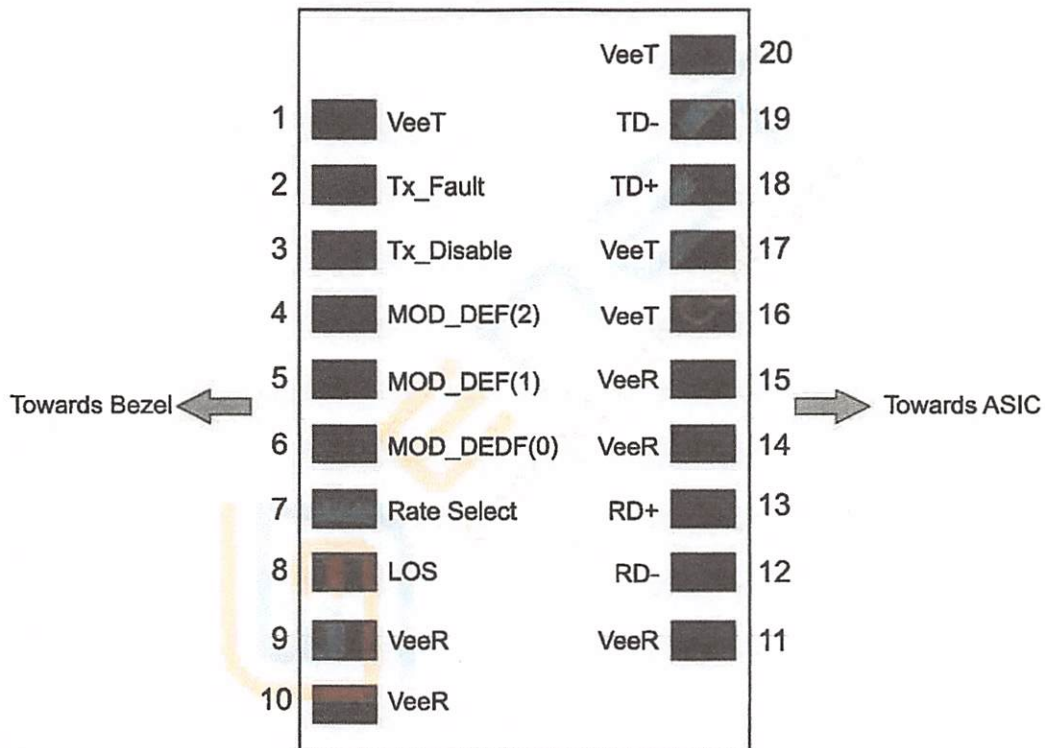 VeeT 20
1 VeeT TD- 19
2 Tx_Fault TD+ 18
3 Tx_Disable VeeT 17
4 MOD_DEF(2) VeeT 16
5 MOD_DEF(1) VeeR 15
Towards Bezel Towards ASIC
6 MOD_DEDF(0) VeeR 14
7 Rate Select RD+ 13
8 LOS RD- 12
9 VeeR VeeR 11
10 VeeR